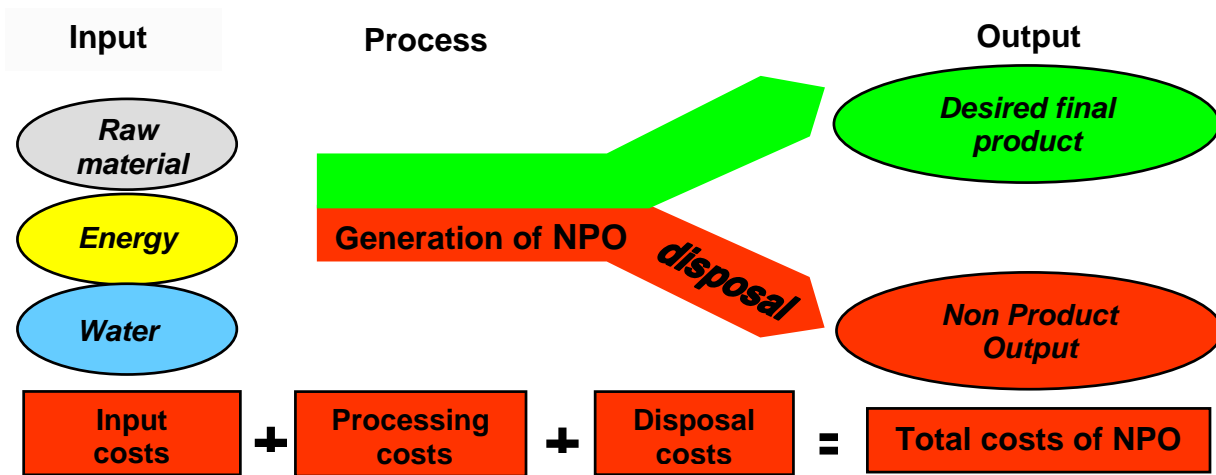 Input
Process
Output
Raw
material
Energy
Water
Generation of NPO
disposal
Desired final
product
Non Product
Output
Input
costs
+
Processing
costs
+
Disposal
costs
=
Total costs of NPO